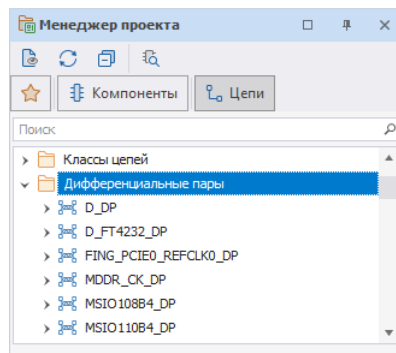 Менеджер проекта
Компоненты
Цепи
Поиск
Классы цепей
Дифференциальные пары
D_DP
D_FT4232_DP
FING_PCIE0_REFCLK0_DP
MDDR_CK_DP
MSIO108B4_DP
MSIO110B4_DP